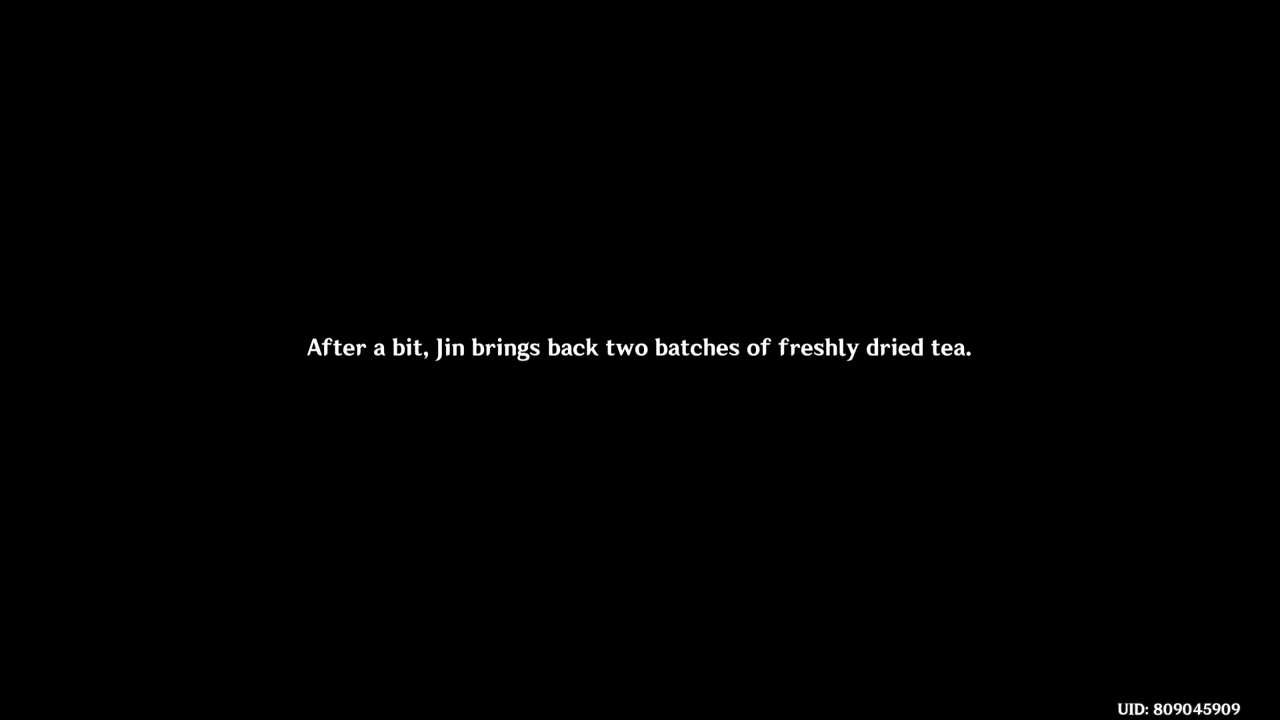 After a bit, Jin brings back two batches of freshly dried tea.
UID: 809045909